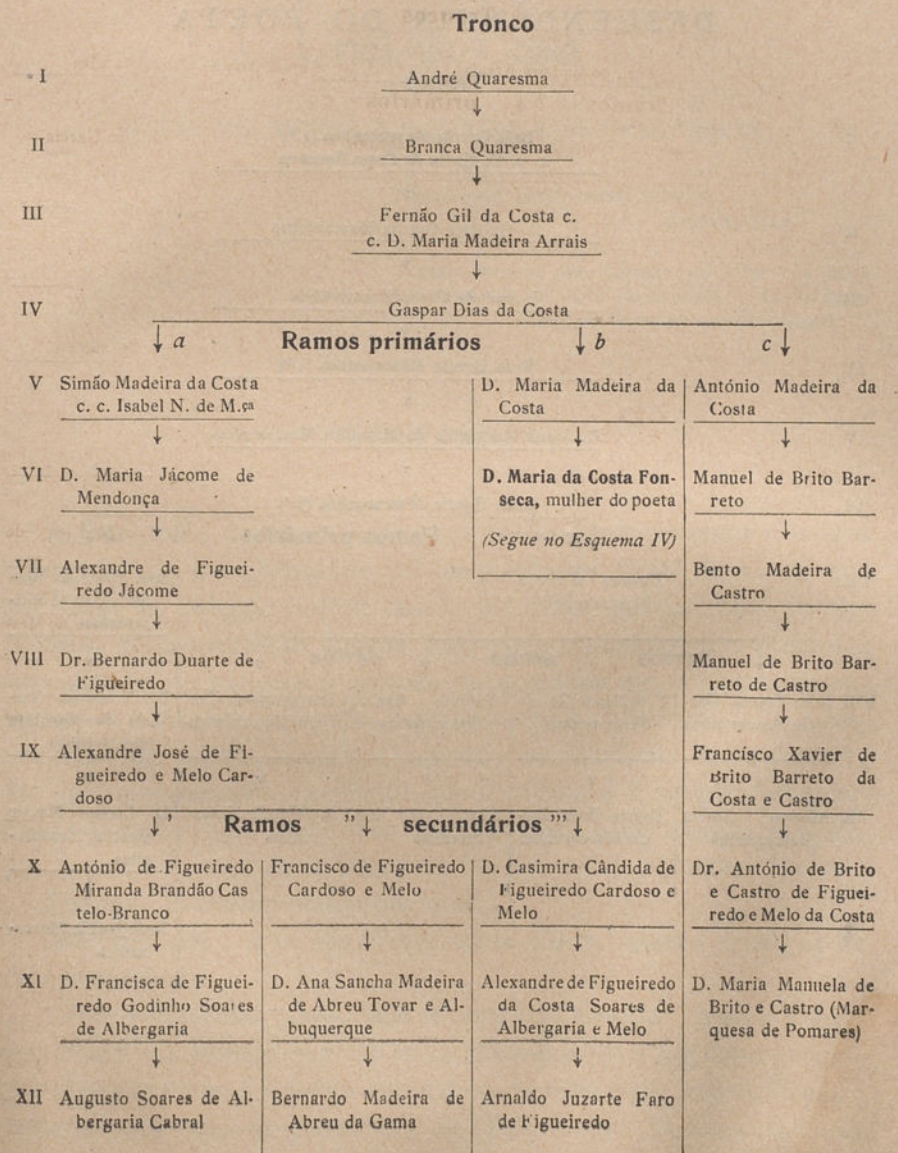 Tronco
I André Quaresma
↓
II Branca Quaresma
↓
III Fernão Gil da Costa c.
c. D. Maria Madeira Arrais
↓
IV Gaspar Dias da Costa
↓ a Ramos primários ↓ b c ↓
V Simão Madeira da Costa
c. c. Isabel N. de M.ça
↓
VI D. Maria Jácome de
Mendonça
↓
VII Alexandre de Figuei-
redo Jácome
↓
VIII Dr. Bernardo Duarte de
Figueiredo
↓
IX Alexandre José de Fi-
gueiredo e Melo Car-
doso
D. Maria Madeira da
Costa
↓
D. Maria da Costa Fon-
seca, mulher do poeta
(Segue no Esquema IV)
António Madeira da
Costa
↓
Manuel de Brito Bar-
reto
↓
Bento Madeira de
Castro
↓
Manuel de Brito Bar-
reto de Castro
↓
Francisco Xavier de
Brito Barreto da
Costa e Castro
↓
↓ ' Ramos " ↓ secundários "' ↓
X António de Figueiredo
Miranda Brandão Cas
telo-Branco
↓
XI D. Francisca de Figuei-
redo Godinho Soares
de Albergaria
↓
XII Augusto Soares de Al-
bergaria Cabral
Francisco de Figueiredo
Cardoso e Melo
↓
D. Ana Sancha Madeira
de Abreu Tovar e Al-
buquerque
↓
Bernardo Madeira de
Abreu da Gama
D. Casimira Cândida de
Figueiredo Cardoso e
Melo
↓
Alexandre de Figueiredo
da Costa Soares de
Albergaria e Melo
↓
Arnaldo Juzarte Faro
de Figueiredo
Dr. António de Brito
e Castro de Figuei-
redo e Melo da Costa
↓
D. Maria Manuela de
Brito e Castro (Mar-
quesa de Pomares)